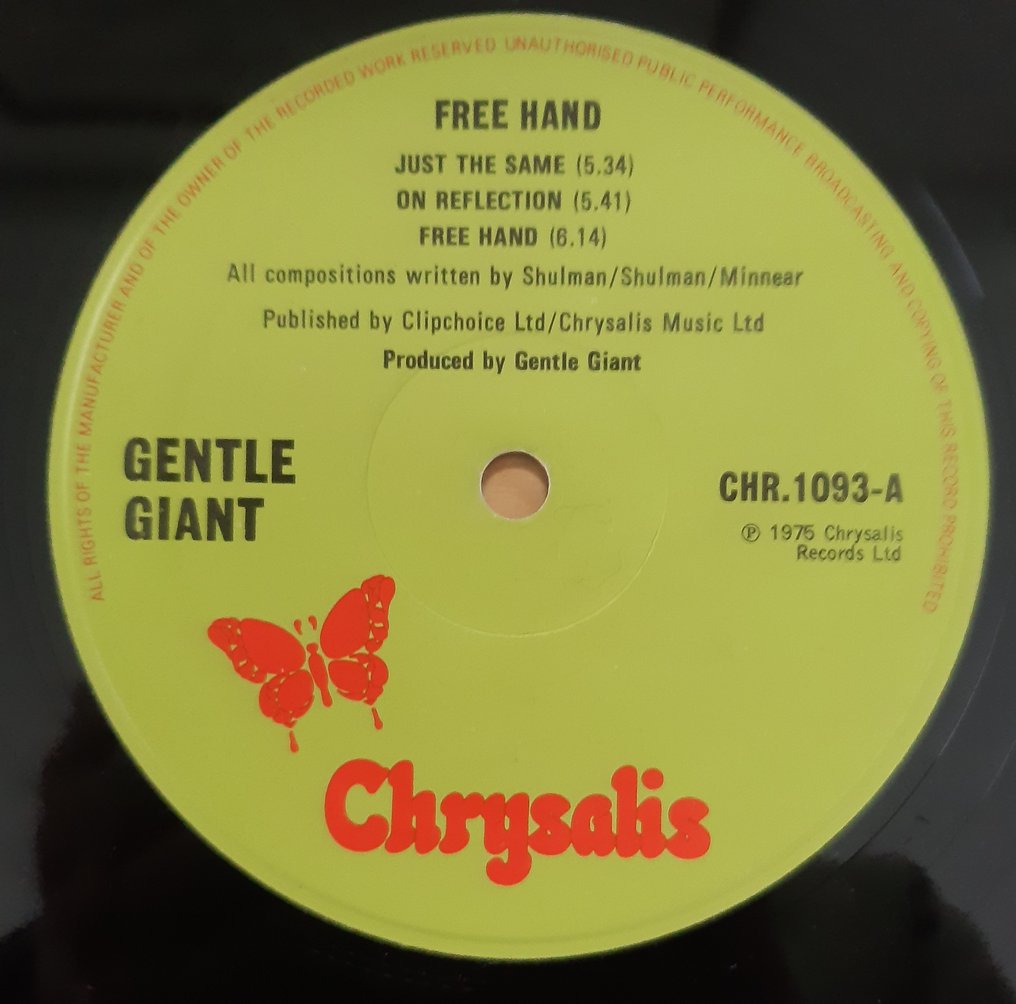 ALL RIGHTS OF THE MANUFACTURER AND OF THE OWNER OF THE RECORDED WORK RESERVED UNAUTHORISED PUBLIC PERFORMANCE BROADCASTING AND COPYING OF THIS RECORD PROHIBITED
FREE HAND
JUST THE SAME (5.34)
ON REFLECTION (5.41)
FREE HAND (6.14)
All compositions written by Shulman/Shulman/Minnear
Published by Clipchoice Ltd/Chrysalis Music Ltd
Produced by Gentle Giant
GENTLE
GIANT
CHR.1093-A
℗ 1975 Chrysalis
Records Ltd
Chrysalis